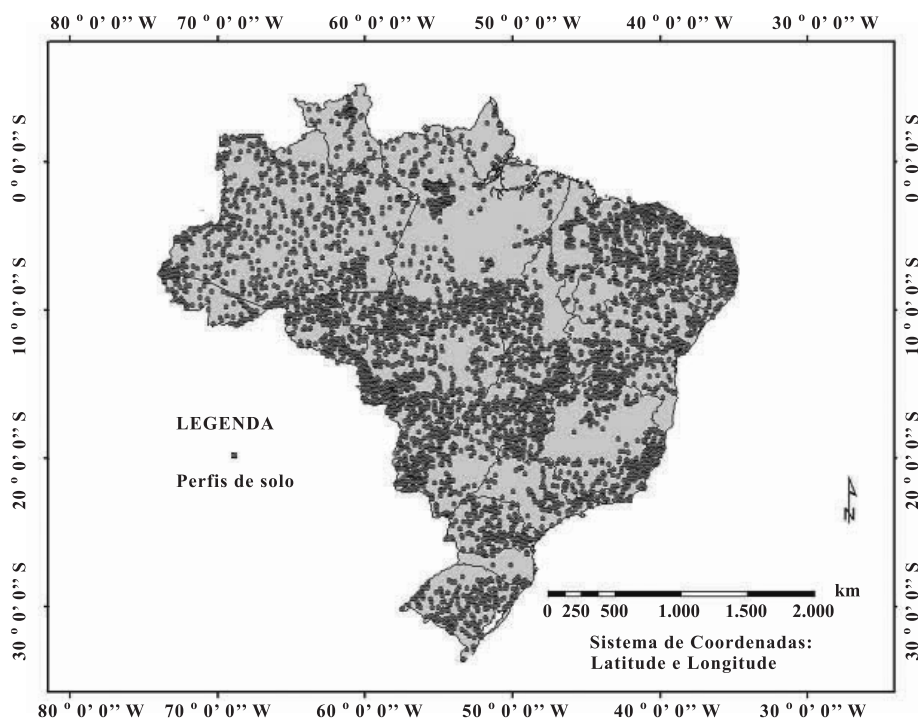 80 ° 0’ 0’’ W 70 ° 0’ 0’’ W 60 ° 0’ 0’’ W 50 ° 0’ 0’’ W 40 ° 0’ 0’’ W 30 ° 0’ 0’’ W
0 ° 0’ 0’’ S
0 ° 0’ 0’’ S
10 ° 0’ 0’’ S
10 ° 0’ 0’’ S
LEGENDA
Perfis de solo
20 ° 0’ 0’’ S
20 ° 0’ 0’’ S
N
km
0 250 500 1.000 1.500 2.000
30 ° 0’ 0’’ S
30 ° 0’ 0’’ S
Sistema de Coordenadas:
Latitude e Longitude
80 ° 0’ 0’’ W 70 ° 0’ 0’’ W 60 ° 0’ 0’’ W 50 ° 0’ 0’’ W 40 ° 0’ 0’’ W 30 ° 0’ 0’’ W